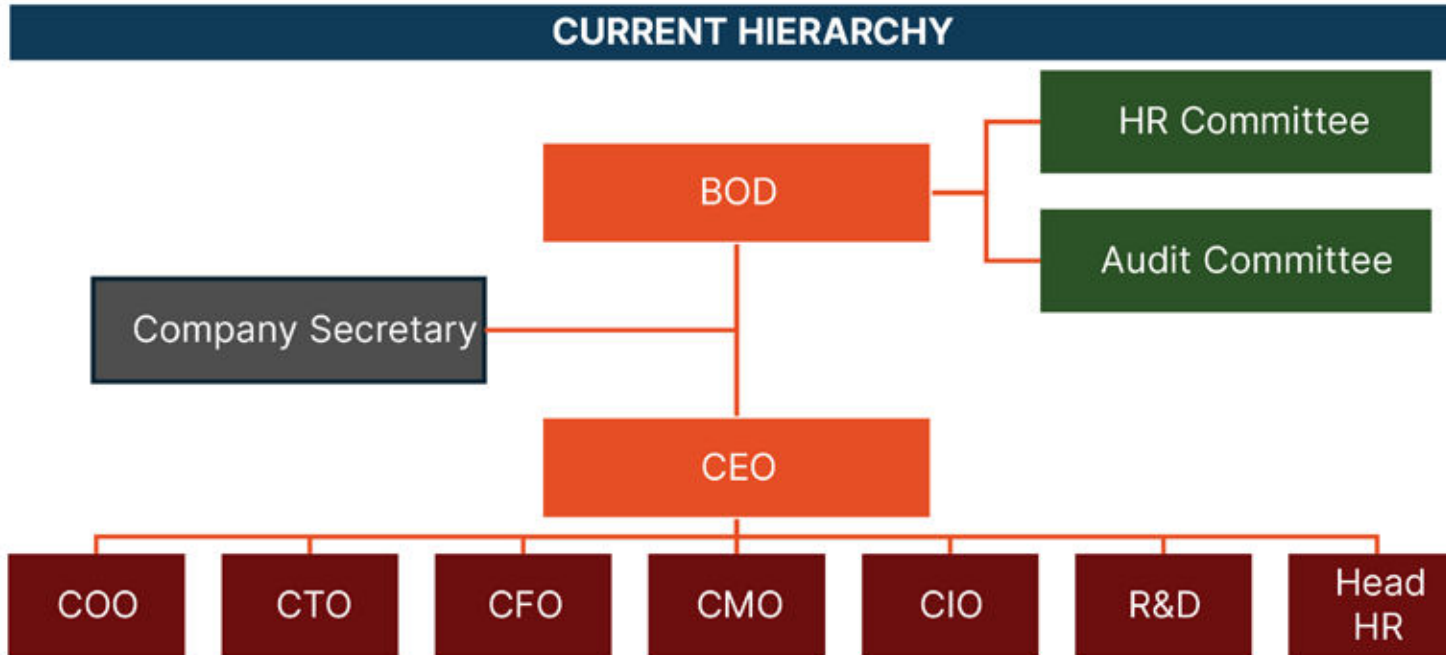 CURRENT HIERARCHY
HR Committee
BOD
Audit Committee
Company Secretary
CEO
COO
CTO
CFO
CMO
CIO
R&D
Head
HR